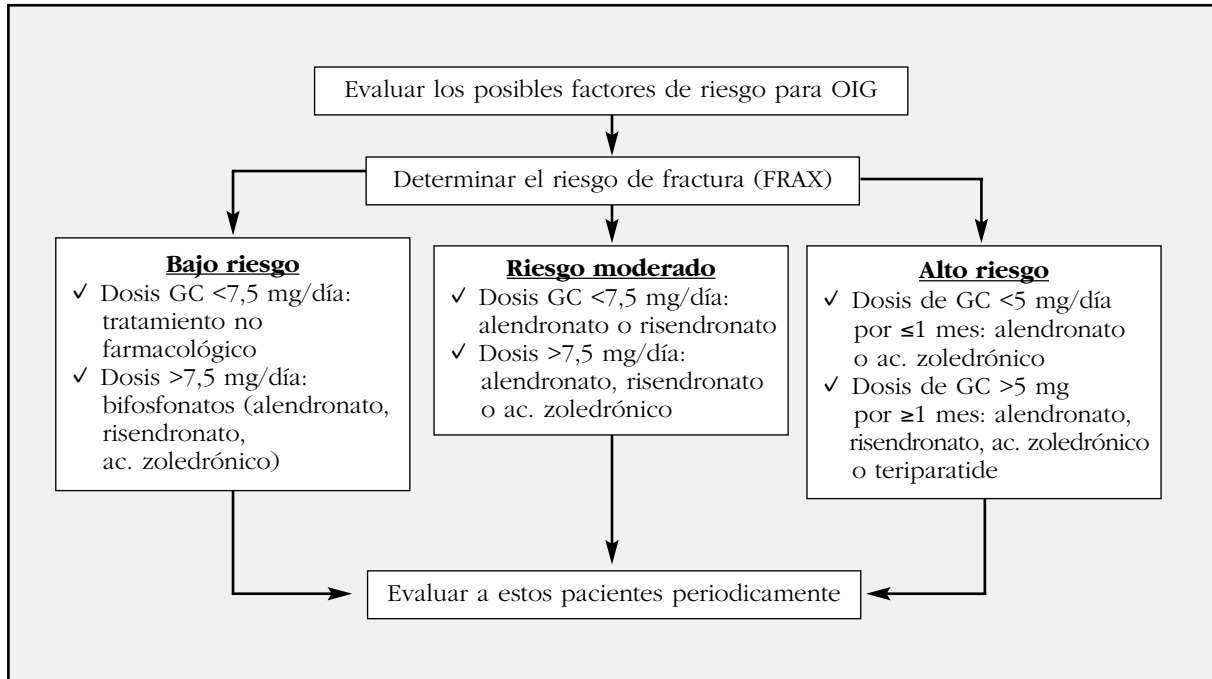 Evaluar los posibles factores de riesgo para OIG
Determinar el riesgo de fractura (FRAX)
Bajo riesgo
✓ Dosis GC <7,5 mg/día:
tratamiento no
farmacológico
✓ Dosis >7,5 mg/día:
bifosfonatos (alendronato,
risendronato,
ac. zoledrónico)
Riesgo moderado
✓ Dosis GC <7,5 mg/día:
alendronato o risendronato
✓ Dosis >7,5 mg/día:
alendronato, risendronato
o ac. zoledrónico
Alto riesgo
✓ Dosis de GC <5 mg/día
por ≤1 mes: alendronato
o ac. zoledrónico
✓ Dosis de GC >5 mg
por ≥1 mes: alendronato,
risendronato, ac. zoledrónico
o teriparatide
Evaluar a estos pacientes periodicamente